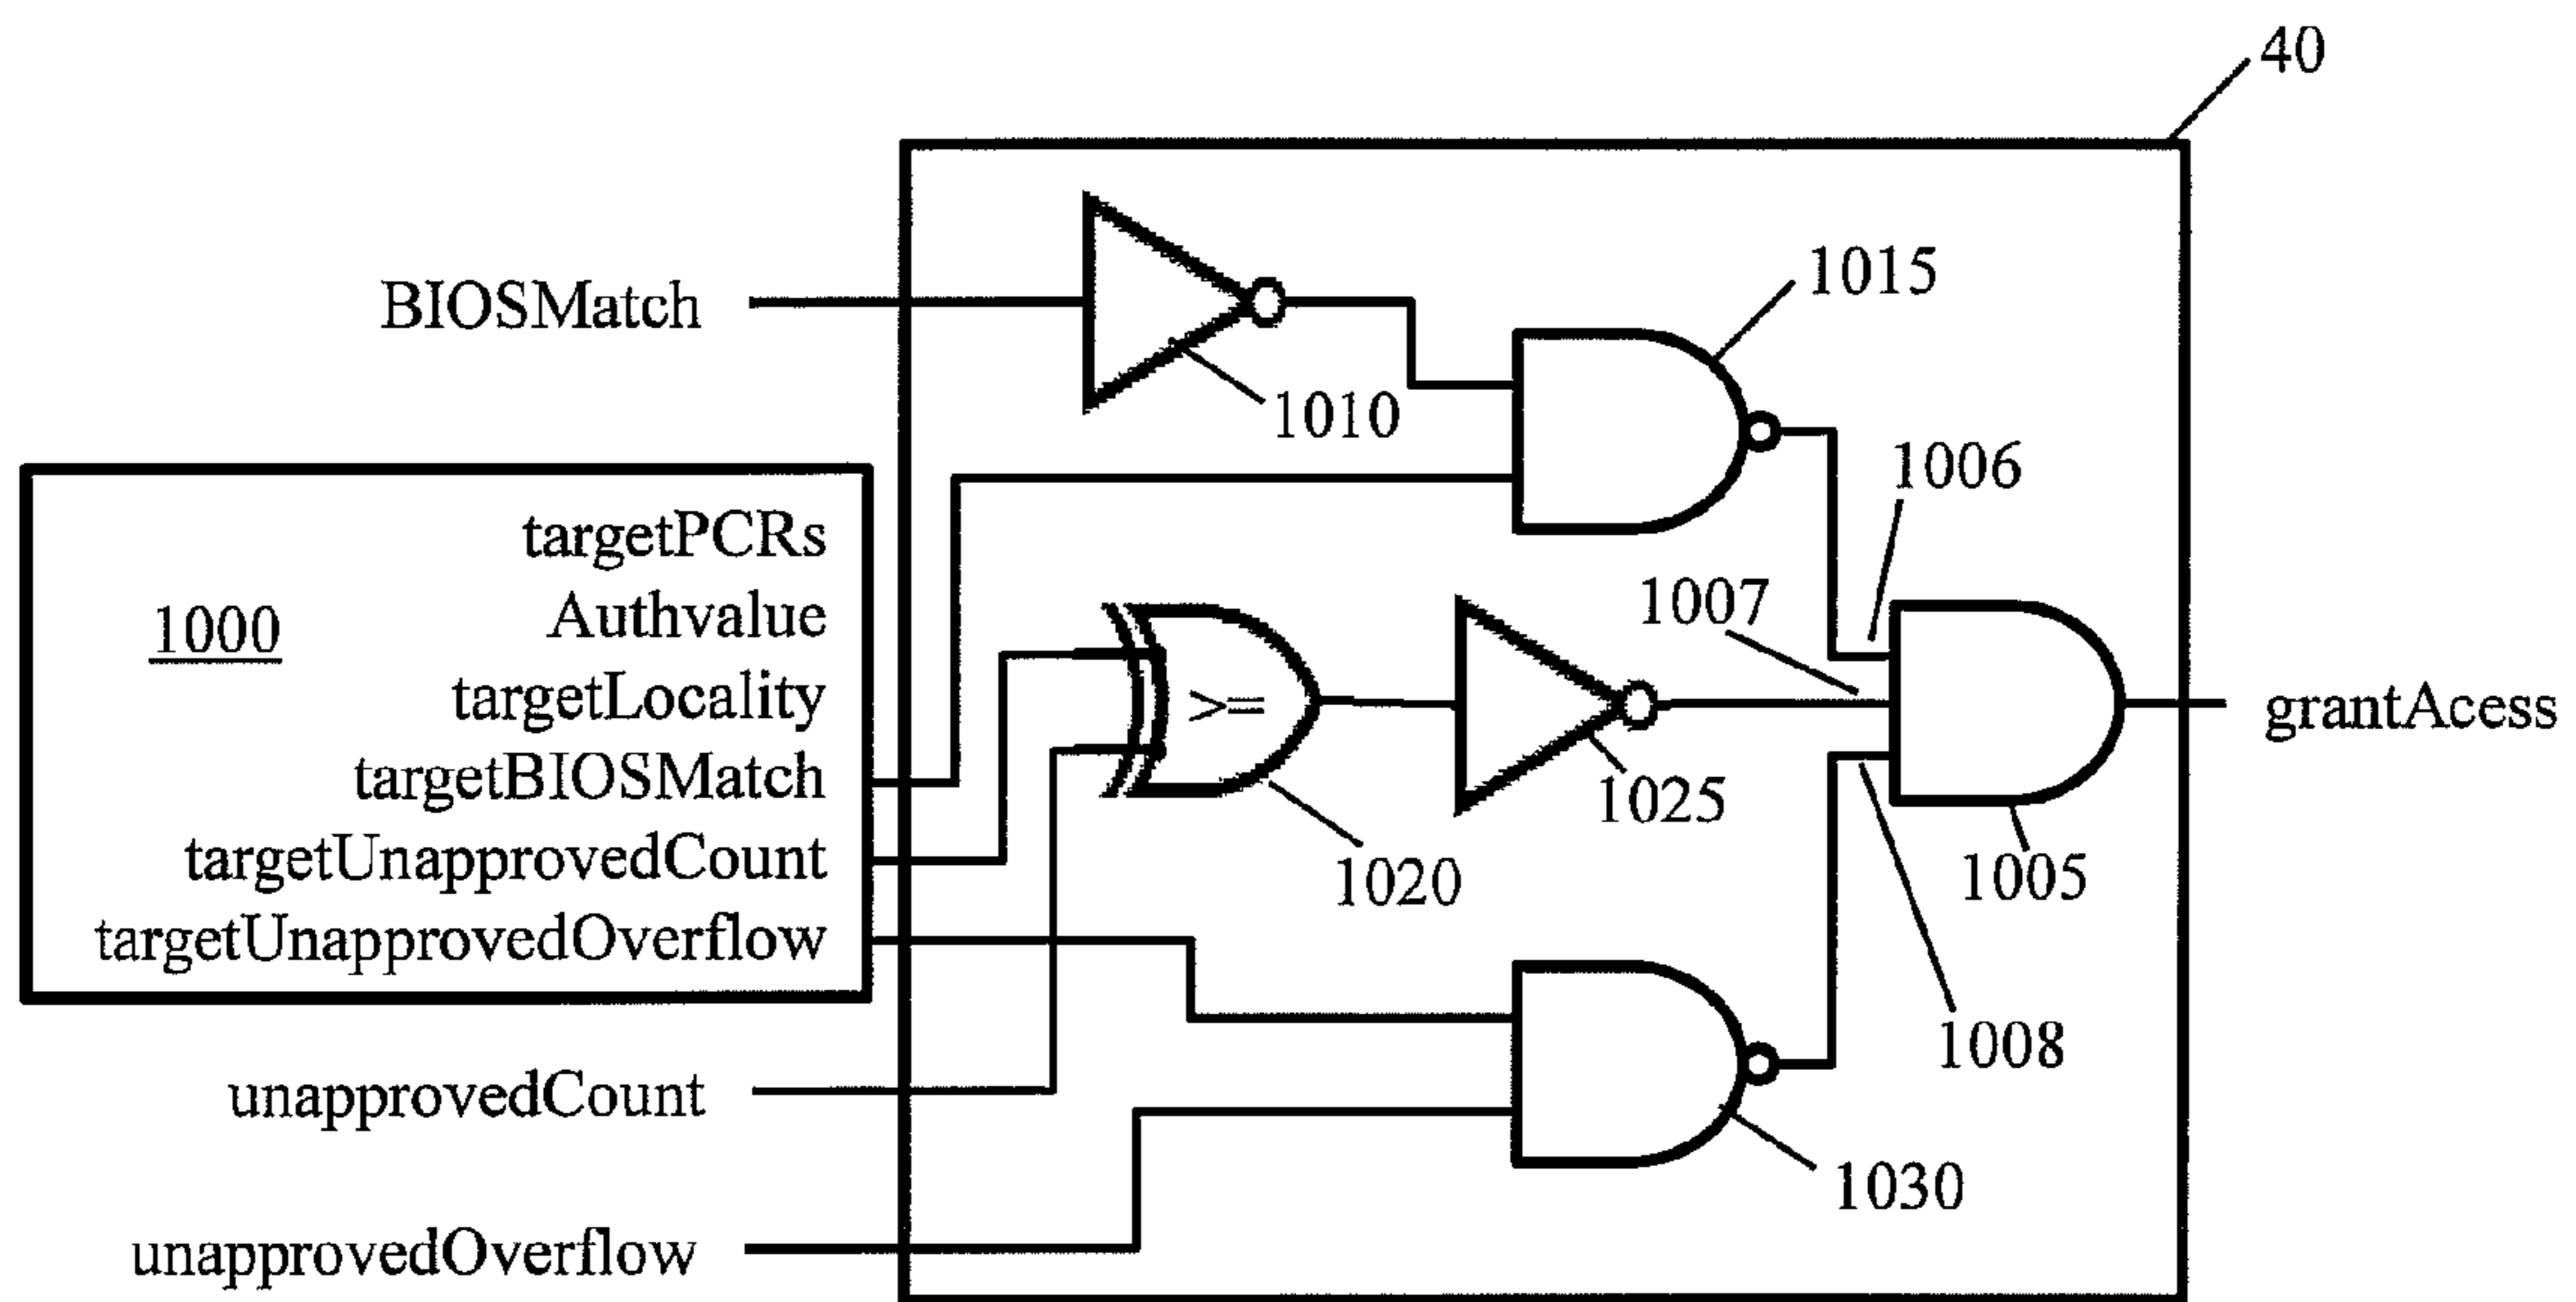 40
BIOSMatch
1010
1015
1006
1000
targetPCRs
Authvalue
targetLocality
targetBIOSMatch
targetUnapprovedCount
targetUnapprovedOverflow
>=
1020
1025
1007
1005
grantAcess
1008
unapprovedCount
1030
unapprovedOverflow